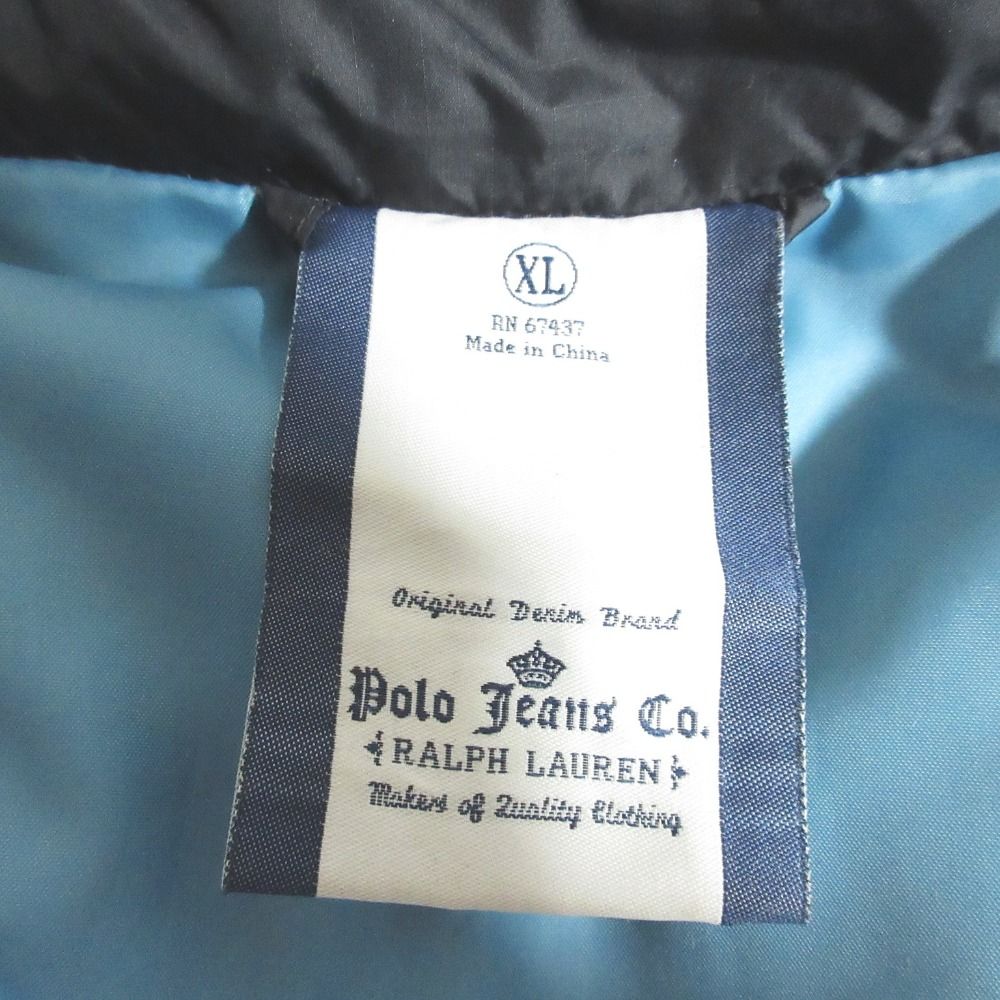 XL
RN 67437
Made in China
Original Denim Brand
Polo Jeans Co.
RALPH LAUREN
Makers of Quality Clothing